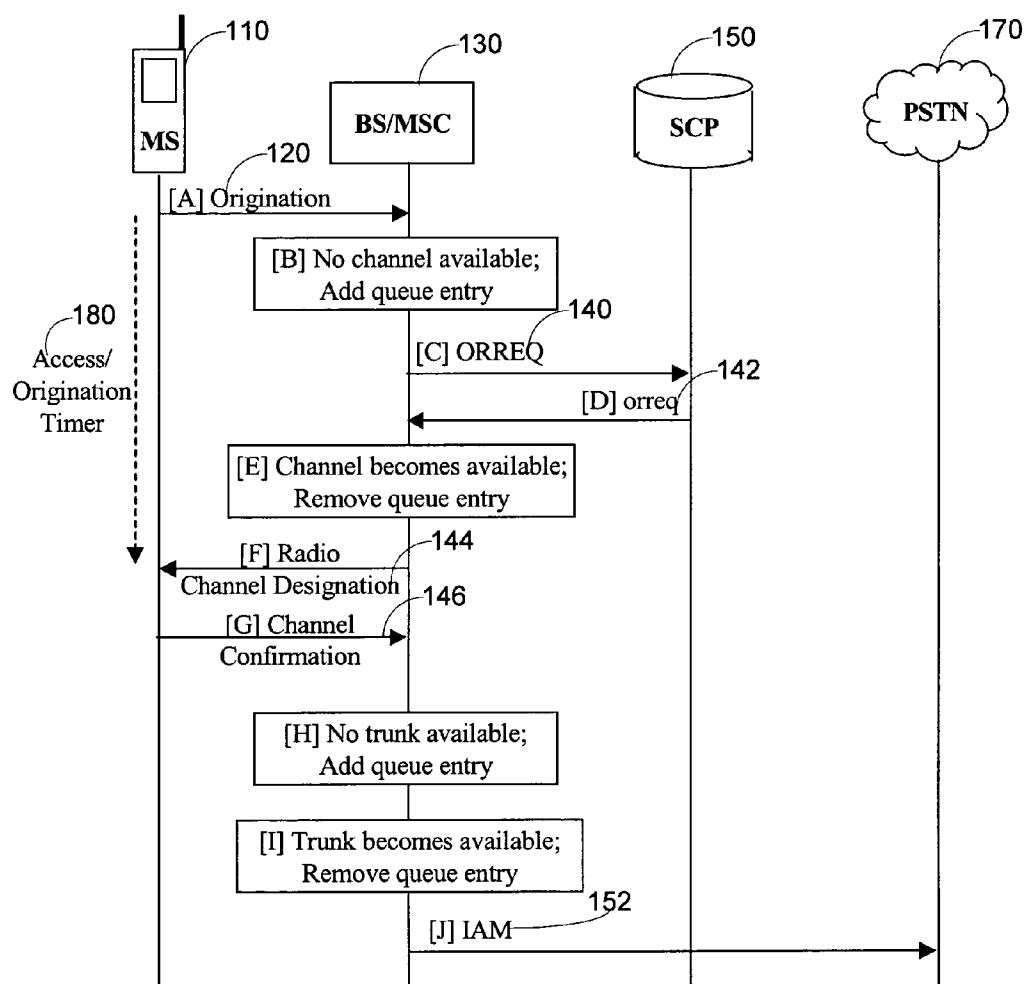 110
130
150
170
MS
BS/MSC
SCP
PSTN
120
[A] Origination
[B] No channel available;
Add queue entry
180
Access/
Origination
Timer
140
[C] ORREQ
142
[D] orreq
[E] Channel becomes available;
Remove queue entry
144
[F] Radio
Channel Designation
146
[G] Channel
Confirmation
[H] No trunk available;
Add queue entry
[I] Trunk becomes available;
Remove queue entry
152
[J] IAM